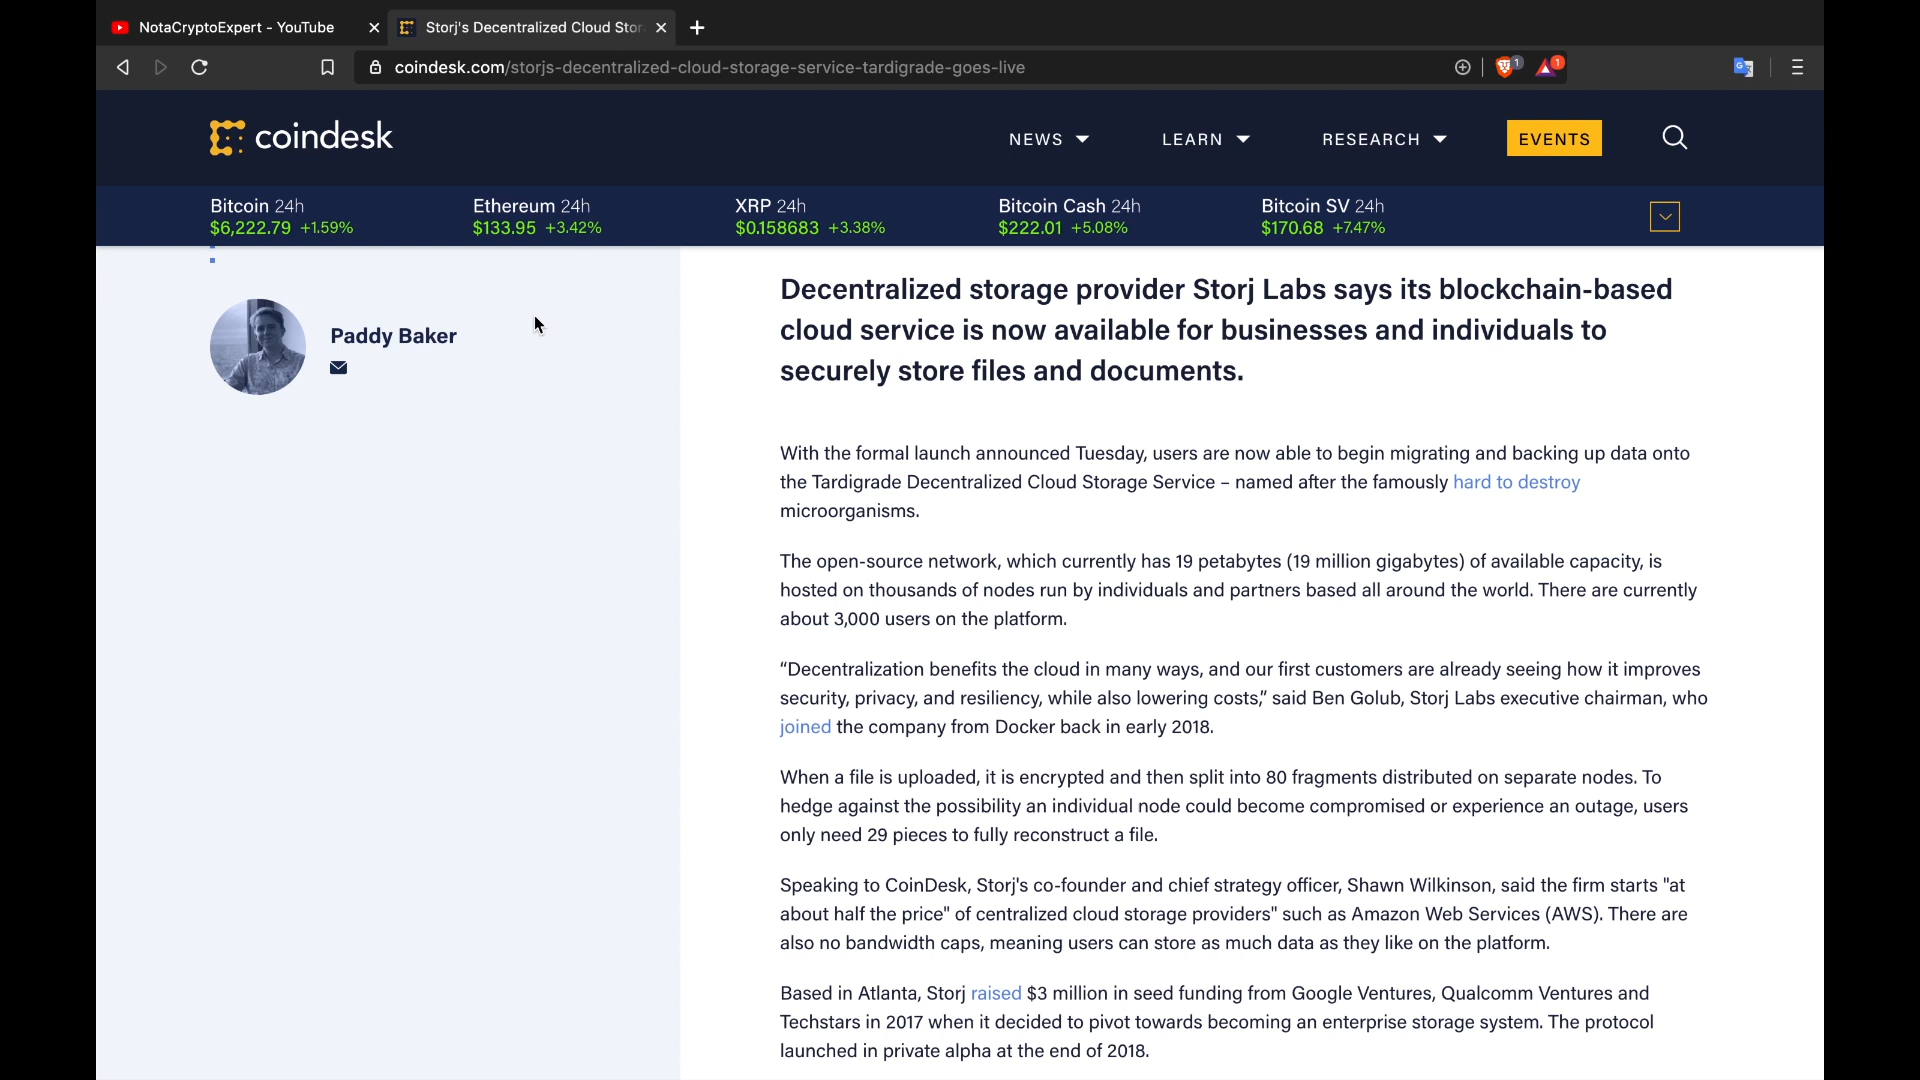 NotaCryptoExpert - YouTube
Storj's Decentralized Cloud Stor
coindesk.com/storjs-decentralized-cloud-storage-service-tardigrade-goes-live
1
1
coindesk
NEWS
LEARN
RESEARCH
EVENTS
Bitcoin 24h
$6,222.79 +1.59%
Ethereum 24h
$133.95 +3.42%
XRP 24h
$0.158683 +3.38%
Bitcoin Cash 24h
$222.01 +5.08%
Bitcoin SV 24h
$170.68 +7.47%
Paddy Baker
Decentralized storage provider Storj Labs says its blockchain-based
cloud service is now available for businesses and individuals to
securely store files and documents.
With the formal launch announced Tuesday, users are now able to begin migrating and backing up data onto
the Tardigrade Decentralized Cloud Storage Service – named after the famously hard to destroy
microorganisms.
The open-source network, which currently has 19 petabytes (19 million gigabytes) of available capacity, is
hosted on thousands of nodes run by individuals and partners based all around the world. There are currently
about 3,000 users on the platform.
“Decentralization benefits the cloud in many ways, and our first customers are already seeing how it improves
security, privacy, and resiliency, while also lowering costs,” said Ben Golub, Storj Labs executive chairman, who
joined the company from Docker back in early 2018.
When a file is uploaded, it is encrypted and then split into 80 fragments distributed on separate nodes. To
hedge against the possibility an individual node could become compromised or experience an outage, users
only need 29 pieces to fully reconstruct a file.
Speaking to CoinDesk, Storj's co-founder and chief strategy officer, Shawn Wilkinson, said the firm starts "at
about half the price" of centralized cloud storage providers" such as Amazon Web Services (AWS). There are
also no bandwidth caps, meaning users can store as much data as they like on the platform.
Based in Atlanta, Storj raised $3 million in seed funding from Google Ventures, Qualcomm Ventures and
Techstars in 2017 when it decided to pivot towards becoming an enterprise storage system. The protocol
launched in private alpha at the end of 2018.